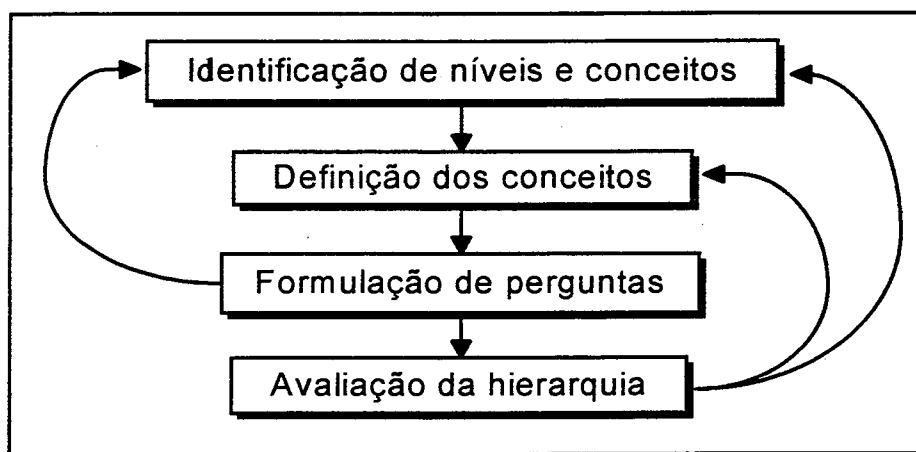 Identificação de níveis e conceitos
Definição dos conceitos
Formulação de perguntas
Avaliação da hierarquia